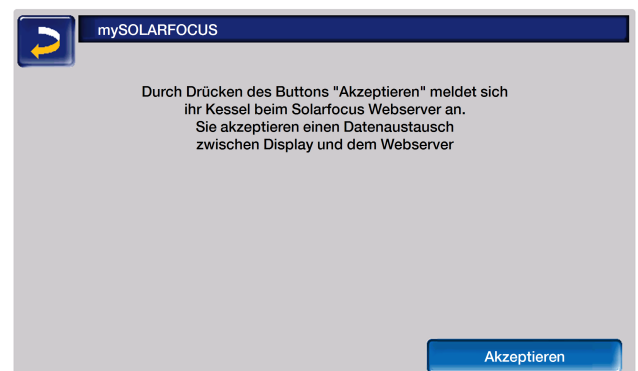 mySOLARFOCUS
Durch Drücken des Buttons "Akzeptieren" meldet sich
ihr Kessel beim Solarfocus Webserver an.
Sie akzeptieren einen Datenaustausch
zwischen Display und dem Webserver
Akzeptieren